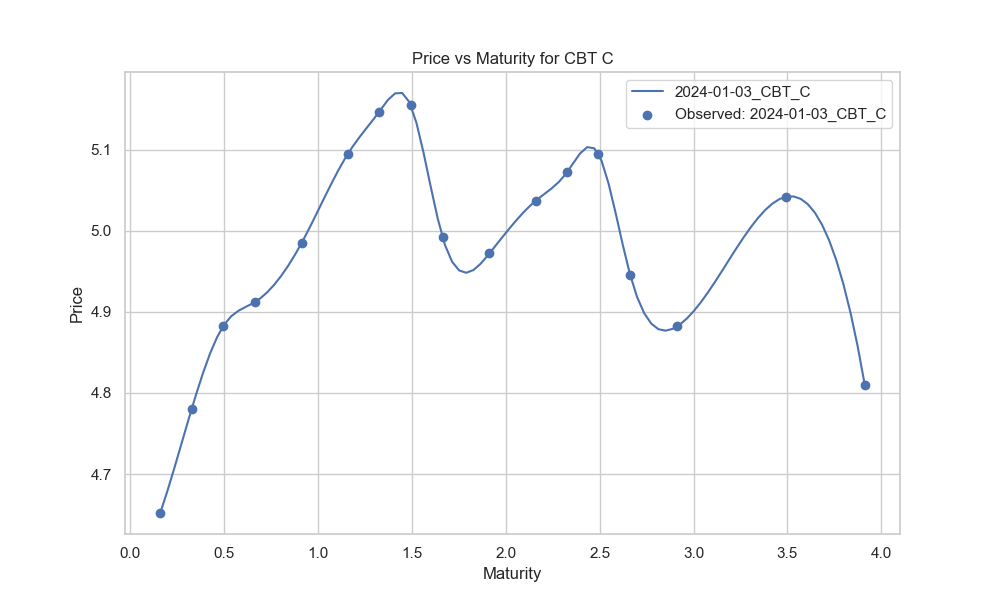 Price vs Maturity for CBT C
2024-01-03_CBT_C
Observed: 2024-01-03_CBT_C
5.1
5.0
4.9
4.8
4.7
Price
0.0 0.5 1.0 1.5 2.0 2.5 3.0 3.5 4.0
Maturity